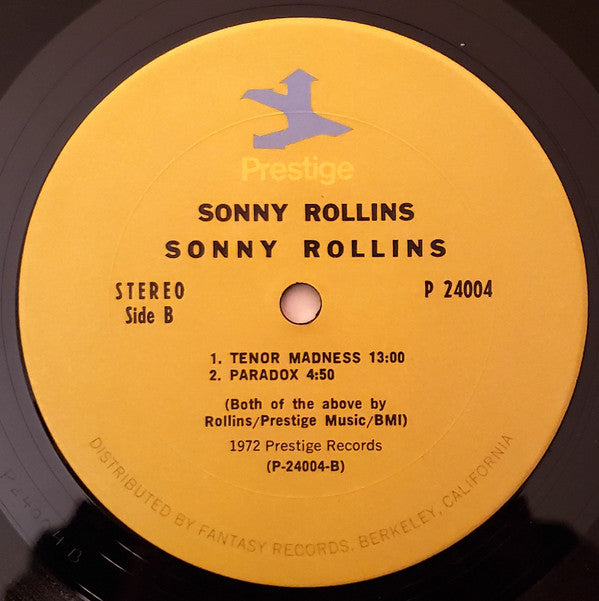 Prestige
SONNY ROLLINS
SONNY ROLLINS
STEREO
Side B
P 24004
1. TENOR MADNESS 13:00
2. PARADOX 4:50
(Both of the above by
Rollins/Prestige Music/BMI)
1972 Prestige Records
(P-24004-B)
DISTRIBUTED BY FANTASY RECORDS, BERKELEY, CALIFORNIA